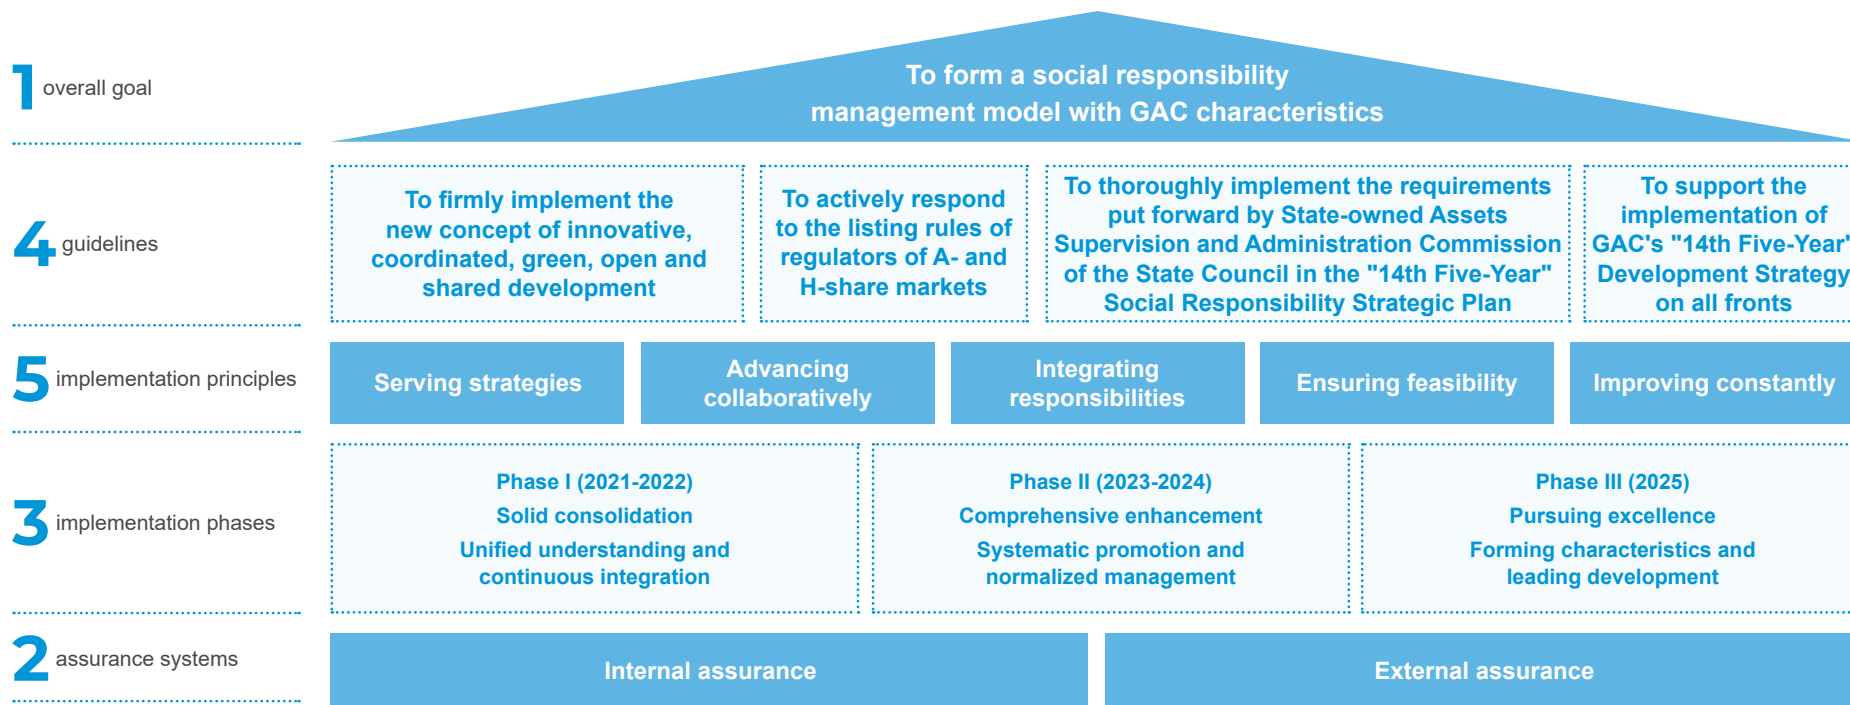 1 overall goal
To form a social responsibility
management model with GAC characteristics
4 guidelines
To firmly implement the
new concept of innovative,
coordinated, green, open and
shared development
To actively respond
to the listing rules of
regulators of A- and
H-share markets
To thoroughly implement the requirements
put forward by State-owned Assets
Supervision and Administration Commission
of the State Council in the "14th Five-Year"
Social Responsibility Strategic Plan
To support the
implementation of
GAC's "14th Five-Year"
Development Strategy
on all fronts
5 implementation principles
Serving strategies
Advancing
collaboratively
Integrating
responsibilities
Ensuring feasibility
Improving constantly
3 implementation phases
Phase I (2021-2022)
Solid consolidation
Unified understanding and
continuous integration
Phase II (2023-2024)
Comprehensive enhancement
Systematic promotion and
normalized management
Phase III (2025)
Pursuing excellence
Forming characteristics and
leading development
2 assurance systems
Internal assurance
External assurance